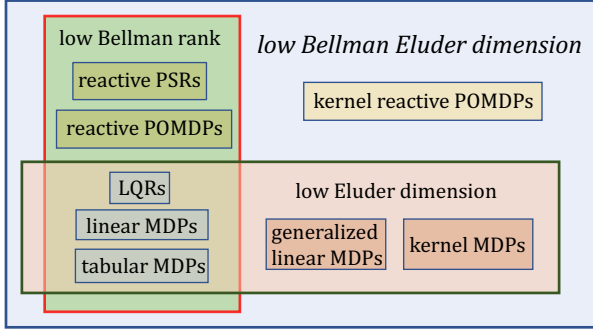 low Bellman rank
low Bellman Eluder dimension
reactive PSRs
kernel reactive POMDPs
reactive POMDPs
LQRs
low Eluder dimension
linear MDPs
generalized
linear MDPs
kernel MDPs
tabular MDPs